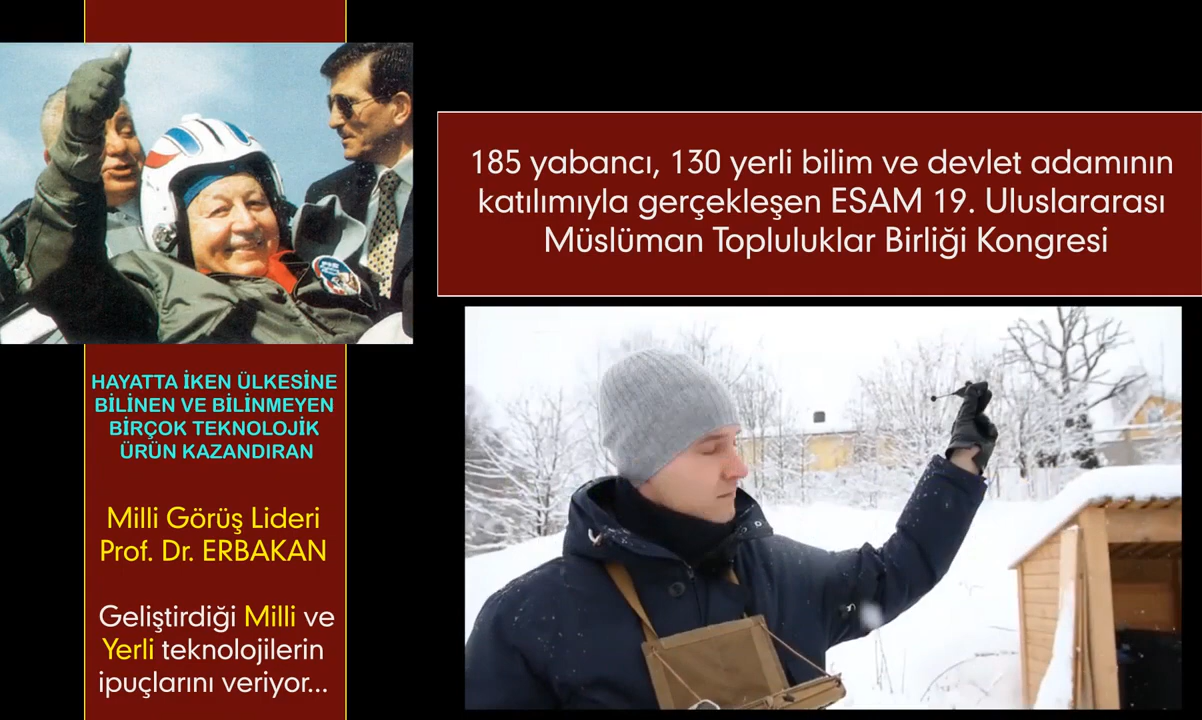 HAYATTA İKEN ÜLKESİNE
BİLİNEN VE BİLİNMEYEN
BİRÇOK TEKNOLOJİK
ÜRÜN KAZANDIRAN
Milli Görüş Lideri
Prof. Dr. ERBAKAN
Geliştirdiği Milli ve
Yerli teknolojilerin
ipuçlarını veriyor...
185 yabancı, 130 yerli bilim ve devlet adamının
katılımıyla gerçekleşen ESAM 19. Uluslararası
Müslüman Topluluklar Birliği Kongresi